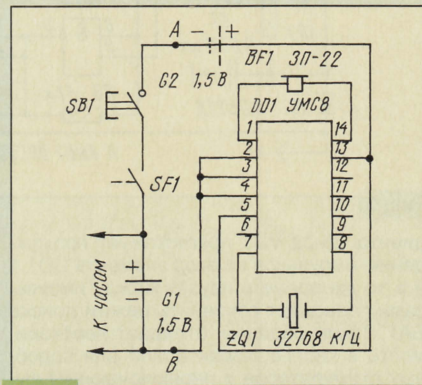 A
- +
BF1 ЗП-22
G2 1,5 В
DD1 УМС8
SB1
1 14
2 13
3 12
4 11
5 10
6 9
7 8
SF1
К часам
+
-
G1
1,5 В
В
ZQ1 32768 кГц